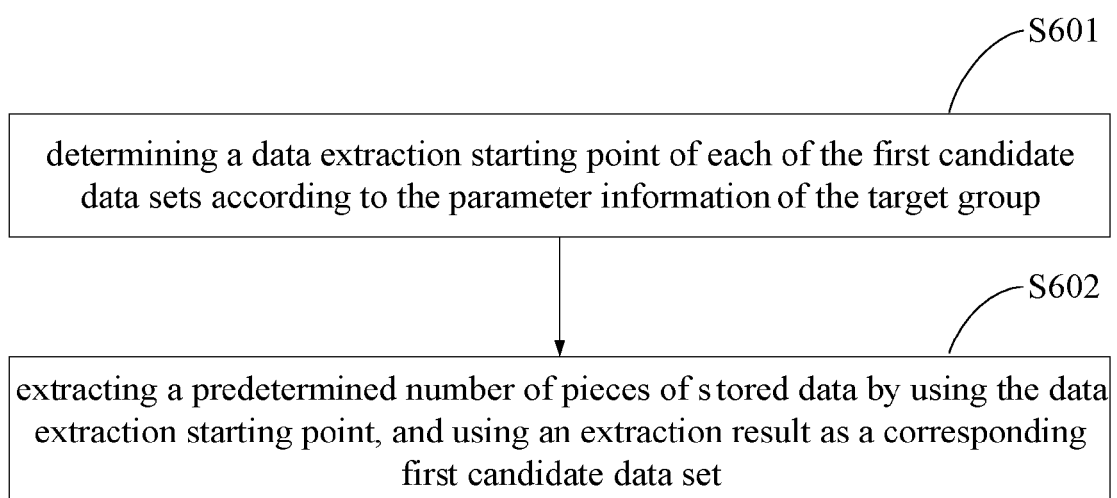 S601
determining a data extraction starting point of each of the first candidate
data sets according to the parameter information of the target group
S602
extracting a predetermined number of pieces of stored data by using the data
extraction starting point, and using an extraction result as a corresponding
first candidate data set